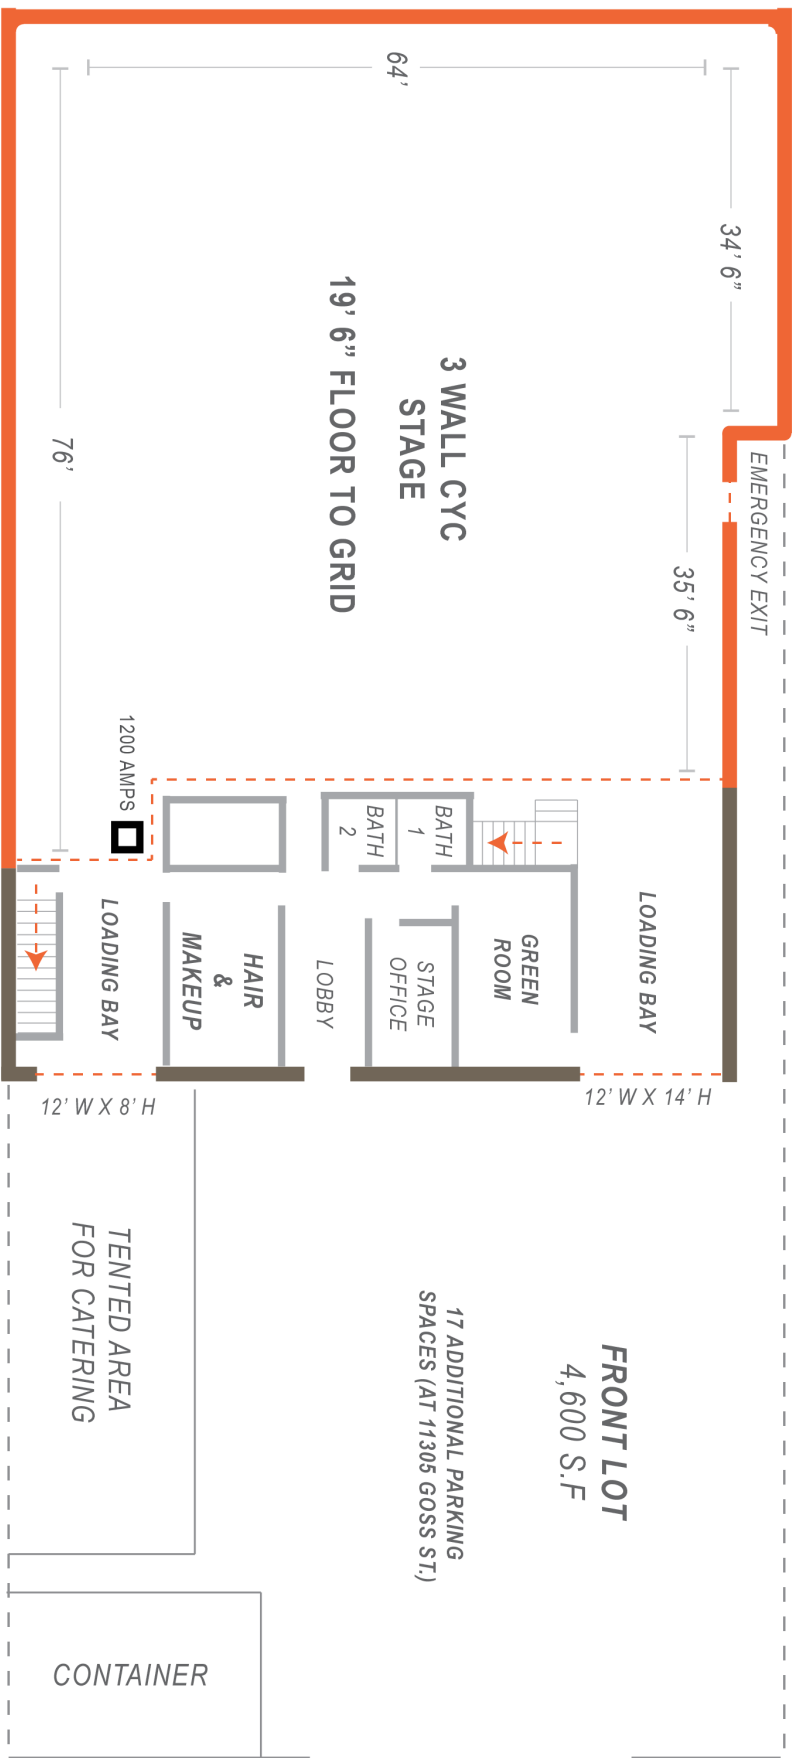 64’
34’ 6”
76’
3 WALL CYC
STAGE
19’ 6” FLOOR TO GRID
EMERGENCY EXIT
35’ 6”
1200 AMPS
BATH
1
BATH
2
LOADING BAY
GREEN
ROOM
STAGE
OFFICE
LOBBY
HAIR
&
MAKEUP
LOADING BAY
12’ W X 8’ H
12’ W X 14’ H
TENTED AREA
FOR CATERING
17 ADDITIONAL PARKING
SPACES (AT 11305 GOSS ST.)
FRONT LOT
4,600 S.F
CONTAINER